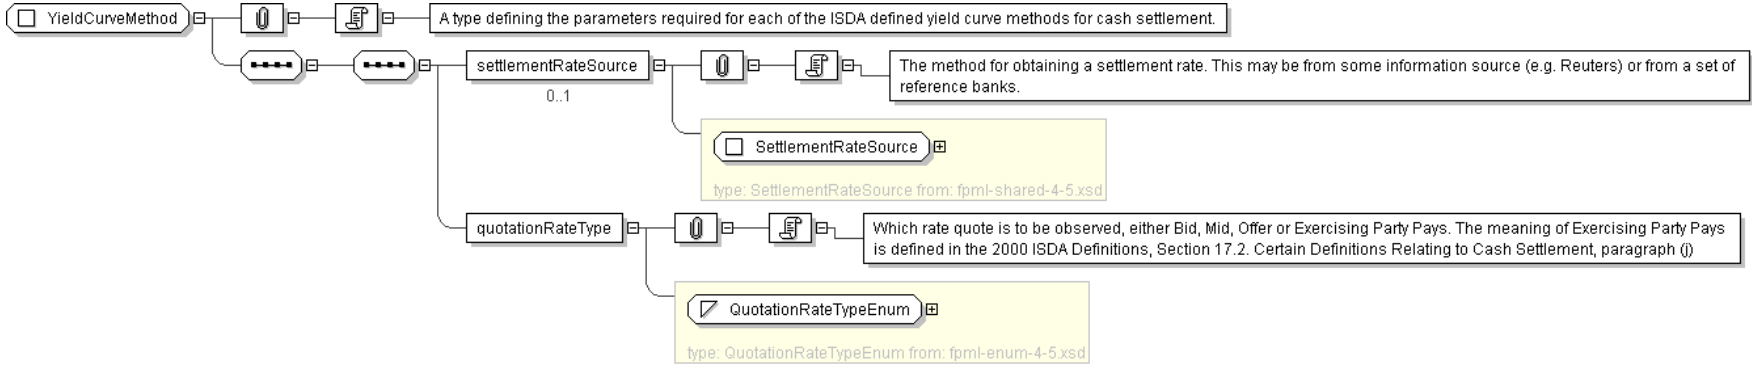 YieldCurveMethod
A type defining the parameters required for each of the ISDA defined yield curve methods for cash settlement.
settlementRateSource
0..1
The method for obtaining a settlement rate. This may be from some information source (e.g. Reuters) or from a set of
reference banks.
SettlementRateSource
type: SettlementRateSource from: fpml-shared-4-5.xsd
quotationRateType
Which rate quote is to be observed, either Bid, Mid, Offer or Exercising Party Pays. The meaning of Exercising Party Pays
is defined in the 2000 ISDA Definitions, Section 17.2. Certain Definitions Relating to Cash Settlement, paragraph (j)
QuotationRateTypeEnum
type: QuotationRateTypeEnum from: fpml-enum-4-5.xsd